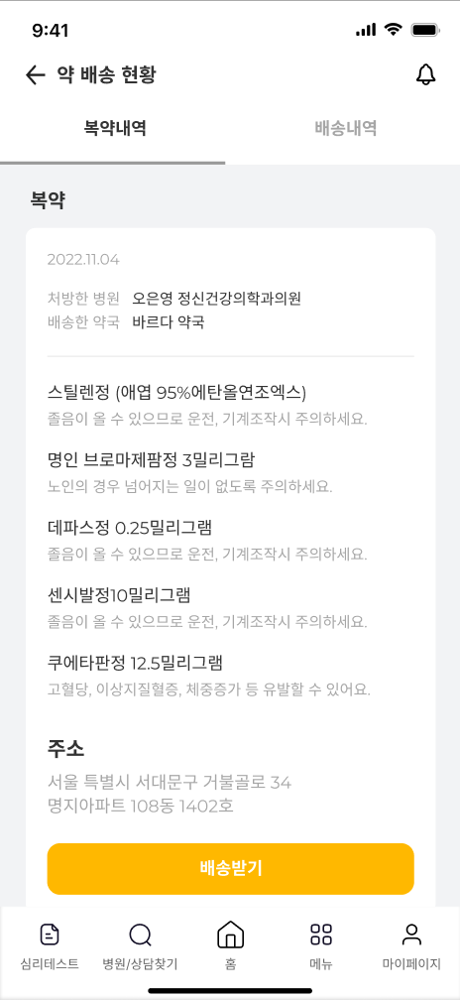 9:41
약 배송 현황
복약내역 배송내역
복약
2022.11.04
처방한 병원 오은영 정신건강의학과의원
배송한 약국 바르다 약국
스틸렌정 (애엽 95%에탄올연조엑스)
졸음이 올 수 있으므로 운전, 기계조작시 주의하세요.
명인 브로마제팜정 3밀리그람
노인의 경우 넘어지는 일이 없도록 주의하세요.
데파스정 0.25밀리그램
졸음이 올 수 있으므로 운전, 기계조작시 주의하세요.
센시발정10밀리그램
졸음이 올 수 있으므로 운전, 기계조작시 주의하세요.
쿠에타판정 12.5밀리그램
고혈당, 이상지질혈증, 체중증가 등 유발할 수 있어요.
주소
서울 특별시 서대문구 거불골로 34
명지아파트 108동 1402호
배송받기
심리테스트 병원/상담찾기 홈 메뉴 마이페이지